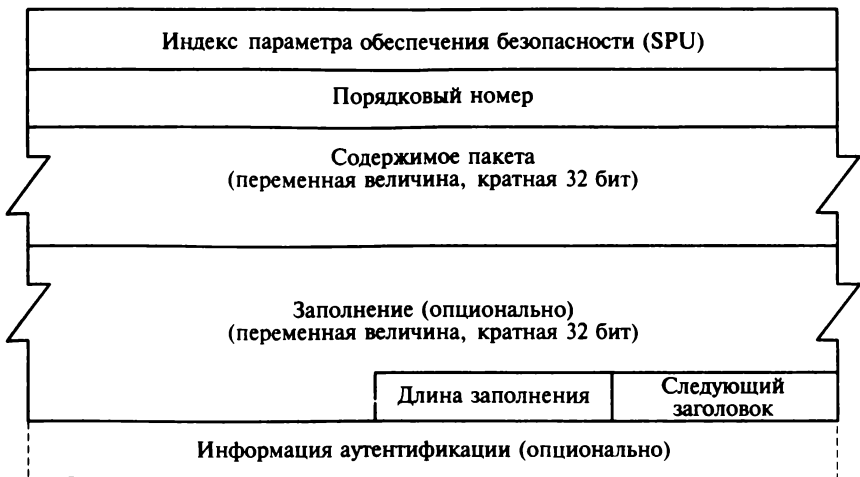 Индекс параметра обеспечения безопасности (SPU)
Порядковый номер
Содержимое пакета
(переменная величина, кратная 32 бит)
Заполнение (опционально)
(переменная величина, кратная 32 бит)
Длина заполнения
Следующий
заголовок
Информация аутентификации (опционально)